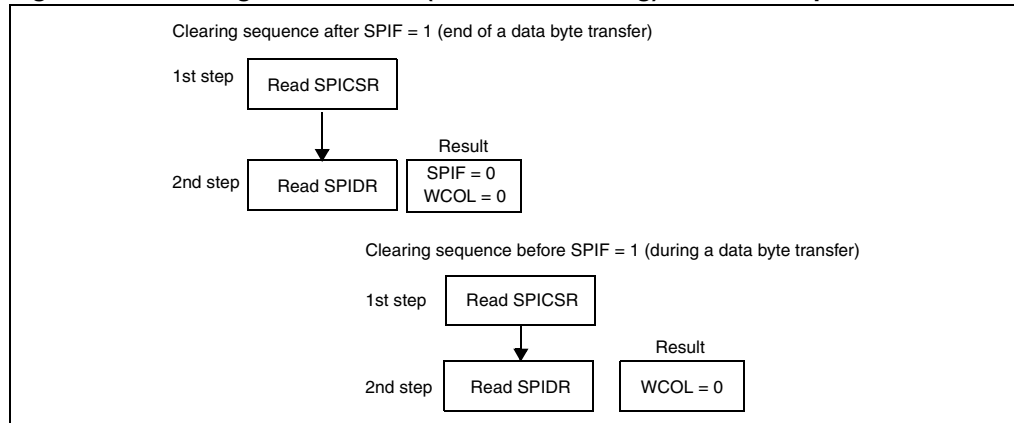 Clearing sequence after SPIF = 1 (end of a data byte transfer)
1st step
Read SPICSR
Result
2nd step
Read SPIDR
SPIF = 0
WCOL = 0
Clearing sequence before SPIF = 1 (during a data byte transfer)
1st step
Read SPICSR
Result
2nd step
Read SPIDR
WCOL = 0